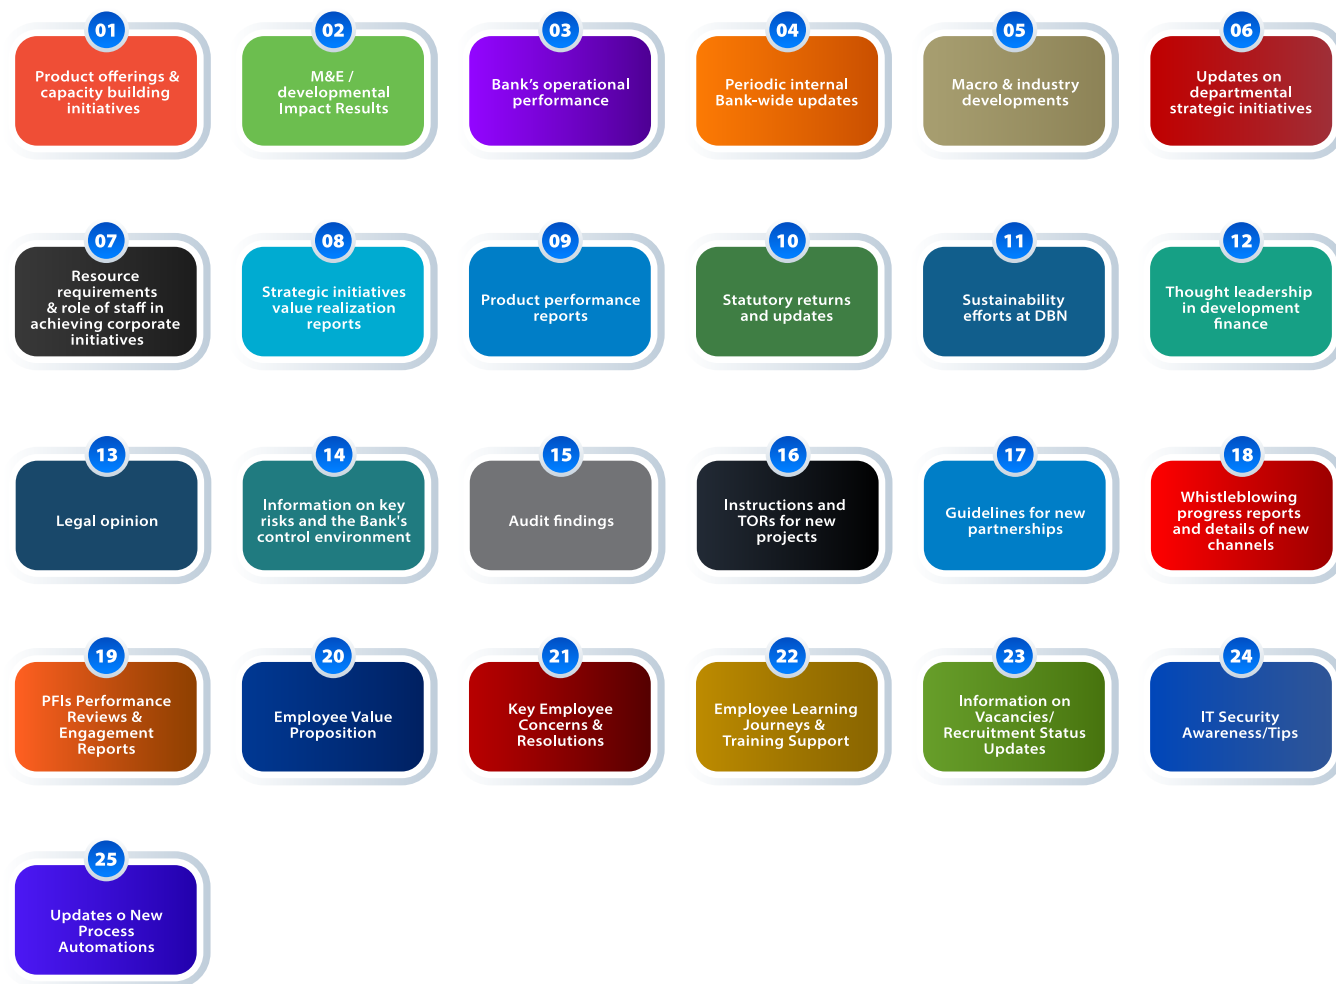 01
Product offerings &
capacity building
initiatives
02
M&E /
developmental
Impact Results
03
Bank's operational
performance
04
Periodic internal
Bank-wide updates
05
Macro & industry
developments
06
Updates on
departmental
strategic initiatives
07
Resource
requirements
& role of staff in
achieving corporate
initiatives
08
Strategic initiatives
value realization
reports
09
Product performance
reports
10
Statutory returns
and updates
11
Sustainability
efforts at DBN
12
Thought leadership
in development
finance
13
Legal opinion
14
Information on key
risks and the Bank's
control environment
15
Audit findings
16
Instructions and
TORs for new
projects
17
Guidelines for new
partnerships
18
Whistleblowing
progress reports
and details of new
channels
19
PFIs Performance
Reviews &
Engagement
Reports
20
Employee Value
Proposition
21
Key Employee
Concerns &
Resolutions
22
Employee Learning
Journeys &
Training Support
23
Information on
Vacancies/
Recruitment Status
Updates
24
IT Security
Awareness/Tips
25
Updates o New
Process
Automations